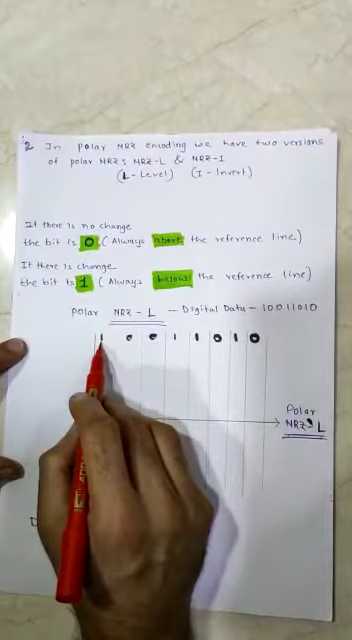 2 In polar NRZ encoding we have two versions
of polar NRZ: NRZ-L & NRZ-I
(L-Level) (I-Invert)
If there is no change
the bit is 0 (Always above the reference line)
If there is change
the bit is 1 (Always below the reference line)
Polar NRZ-L - Digital Data - 10011010
1 0 0 1 1 0 1 0
Polar
NRZ-L